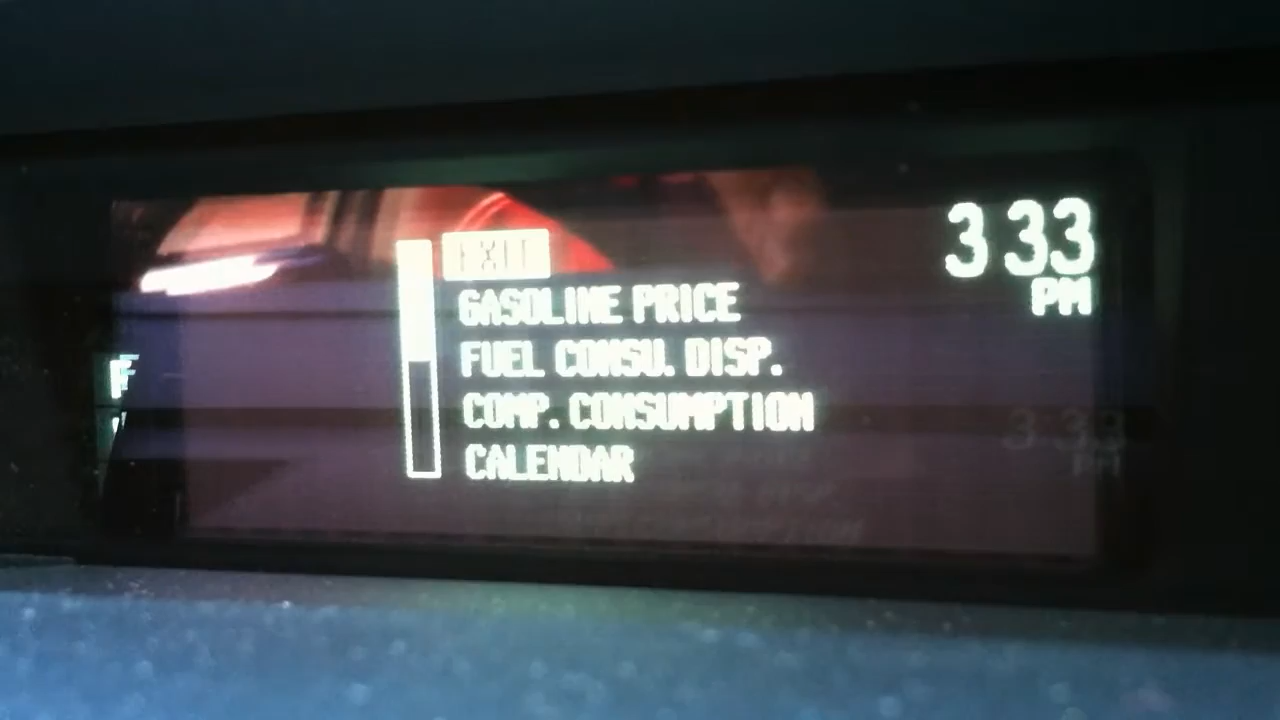 EXIT
GASOLINE PRICE
FUEL CONSU. DISP.
COMP. CONSUMPTION
CALENDAR
3 33
PM